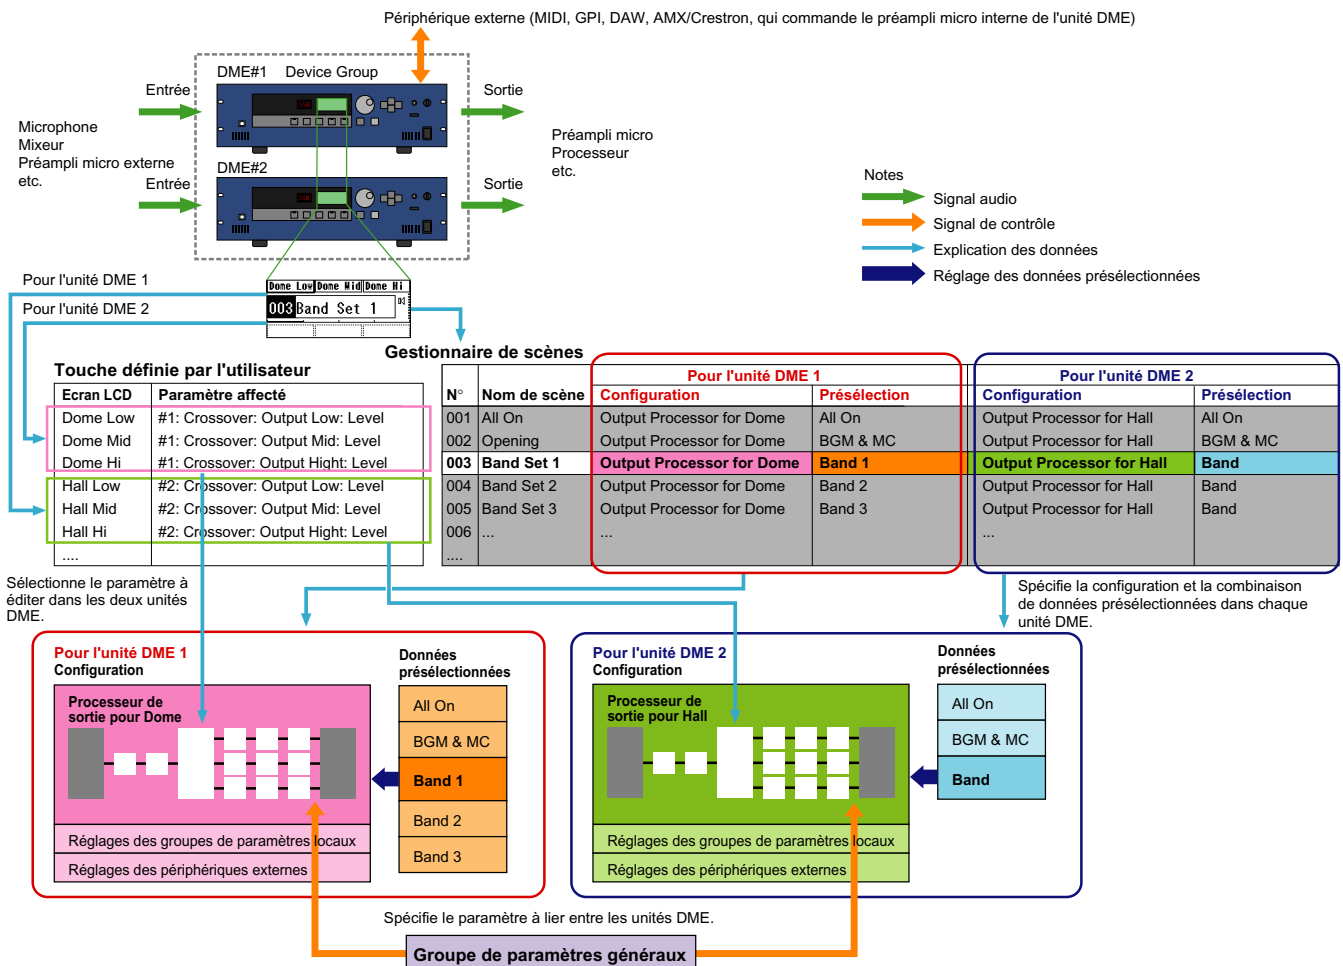 Périphérique externe (MIDI, GPI, DAW, AMX/Crestron, qui commande le préampli micro interne de l'unité DME)
DME#1 Device Group
Entrée
Sortie
Microphone
Mixeur
Préampli micro externe
etc.
Préampli micro
Processeur
etc.
DME#2
Entrée
Sortie
Notes
Signal audio
Signal de contrôle
Explication des données
Réglage des données présélectionnées
Pour l'unité DME 1
Pour l'unité DME 2
Dome Low Dome Mid Dome Hi
003 Band Set 1
Touche définie par l'utilisateur
Ecran LCD Paramètre affecté
Dome Low #1: Crossover: Output Low: Level
Dome Mid #1: Crossover: Output Mid: Level
Dome Hi #1: Crossover: Output Hight: Level
Hall Low #2: Crossover: Output Low: Level
Hall Mid #2: Crossover: Output Mid: Level
Hall Hi #2: Crossover: Output Hight: Level
....
Gestionnaire de scènes
Pour l'unité DME 1 Pour l'unité DME 2
N° Nom de scène Configuration Présélection Configuration Présélection
001 All On Output Processor for Dome All On Output Processor for Hall All On
002 Opening Output Processor for Dome BGM & MC Output Processor for Hall BGM & MC
003 Band Set 1 Output Processor for Dome Band 1 Output Processor for Hall Band
004 Band Set 2 Output Processor for Dome Band 2 Output Processor for Hall Band
005 Band Set 3 Output Processor for Dome Band 3 Output Processor for Hall Band
006 ... ... ...
....
Sélectionne le paramètre à
éditer dans les deux unités
DME.
Spécifie la configuration et la combinaison
de données présélectionnées dans chaque
unité DME.
Pour l'unité DME 1
Configuration
Données
présélectionnées
Processeur de
sortie pour Dome
All On
BGM & MC
Band 1
Band 2
Band 3
Réglages des groupes de paramètres locaux
Réglages des périphériques externes
Pour l'unité DME 2
Configuration
Données
présélectionnées
Processeur de
sortie pour Hall
All On
BGM & MC
Band
Réglages des groupes de paramètres locaux
Réglages des périphériques externes
Spécifie le paramètre à lier entre les unités DME.
Groupe de paramètres généraux